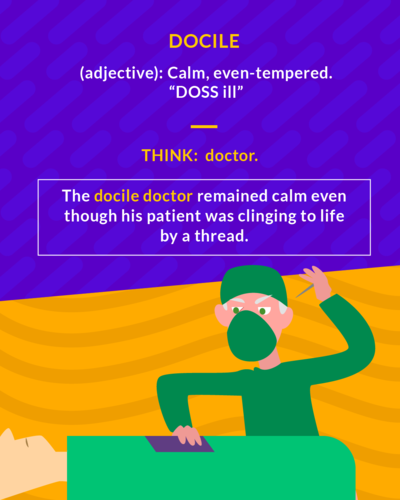 DOCILE
(adjective): Calm, even-tempered.
“DOSS ill”
THINK: doctor.
The docile doctor remained calm even
though his patient was clinging to life
by a thread.